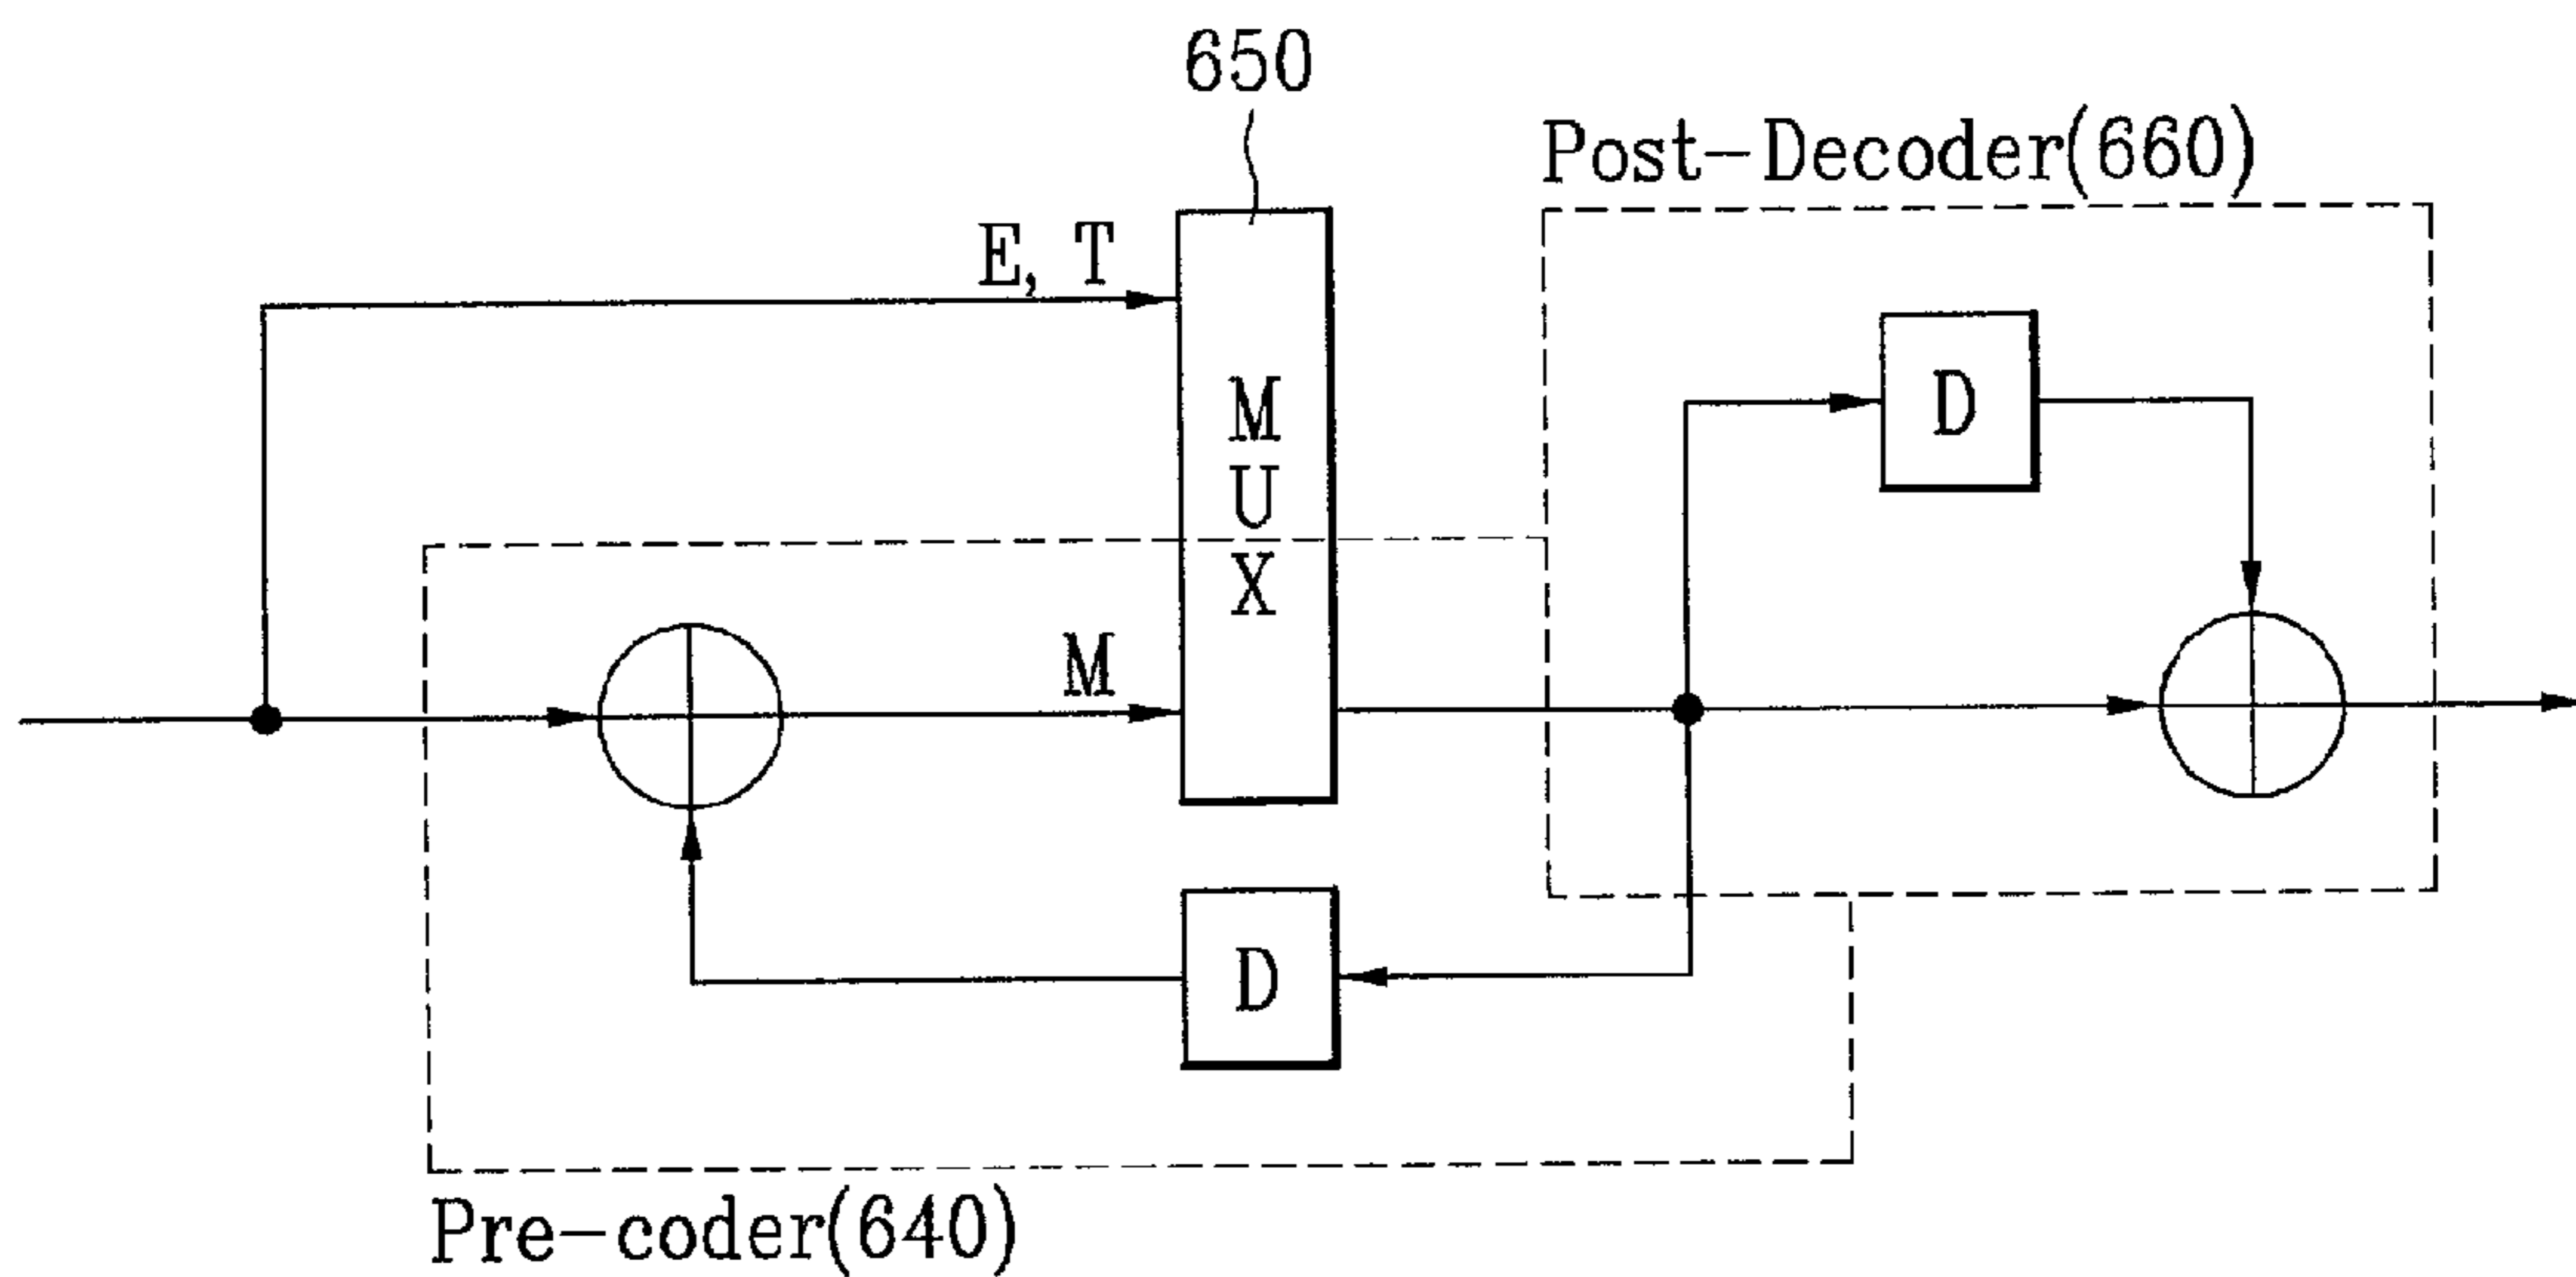 650
Post-Decoder(660)
E, T
M
U
X
D
M
D
Pre-coder(640)